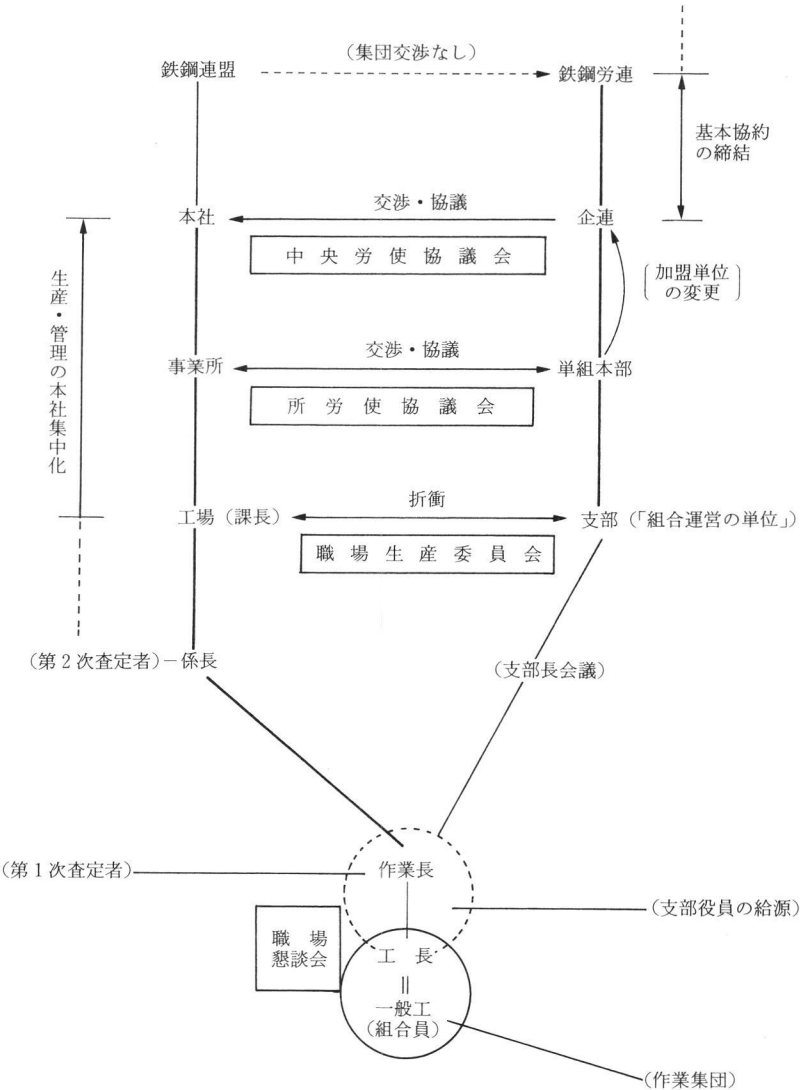 (集団交渉なし)
鉄鋼連盟
鉄鋼労連
基本協約
の締結
交渉・協議
本社
企連
中央労使協議会
加盟単位
の変更
生産・管理の本社集中化
交渉・協議
事業所
単組本部
所労使協議会
折衝
工場(課長)
支部(「組合運営の単位」)
職場生産委員会
(第2次査定者)−係長
(支部長会議)
(第1次査定者)
作業長
(支部役員の給源)
職場
懇談会
工長
||
一般工
(組合員)
(作業集団)